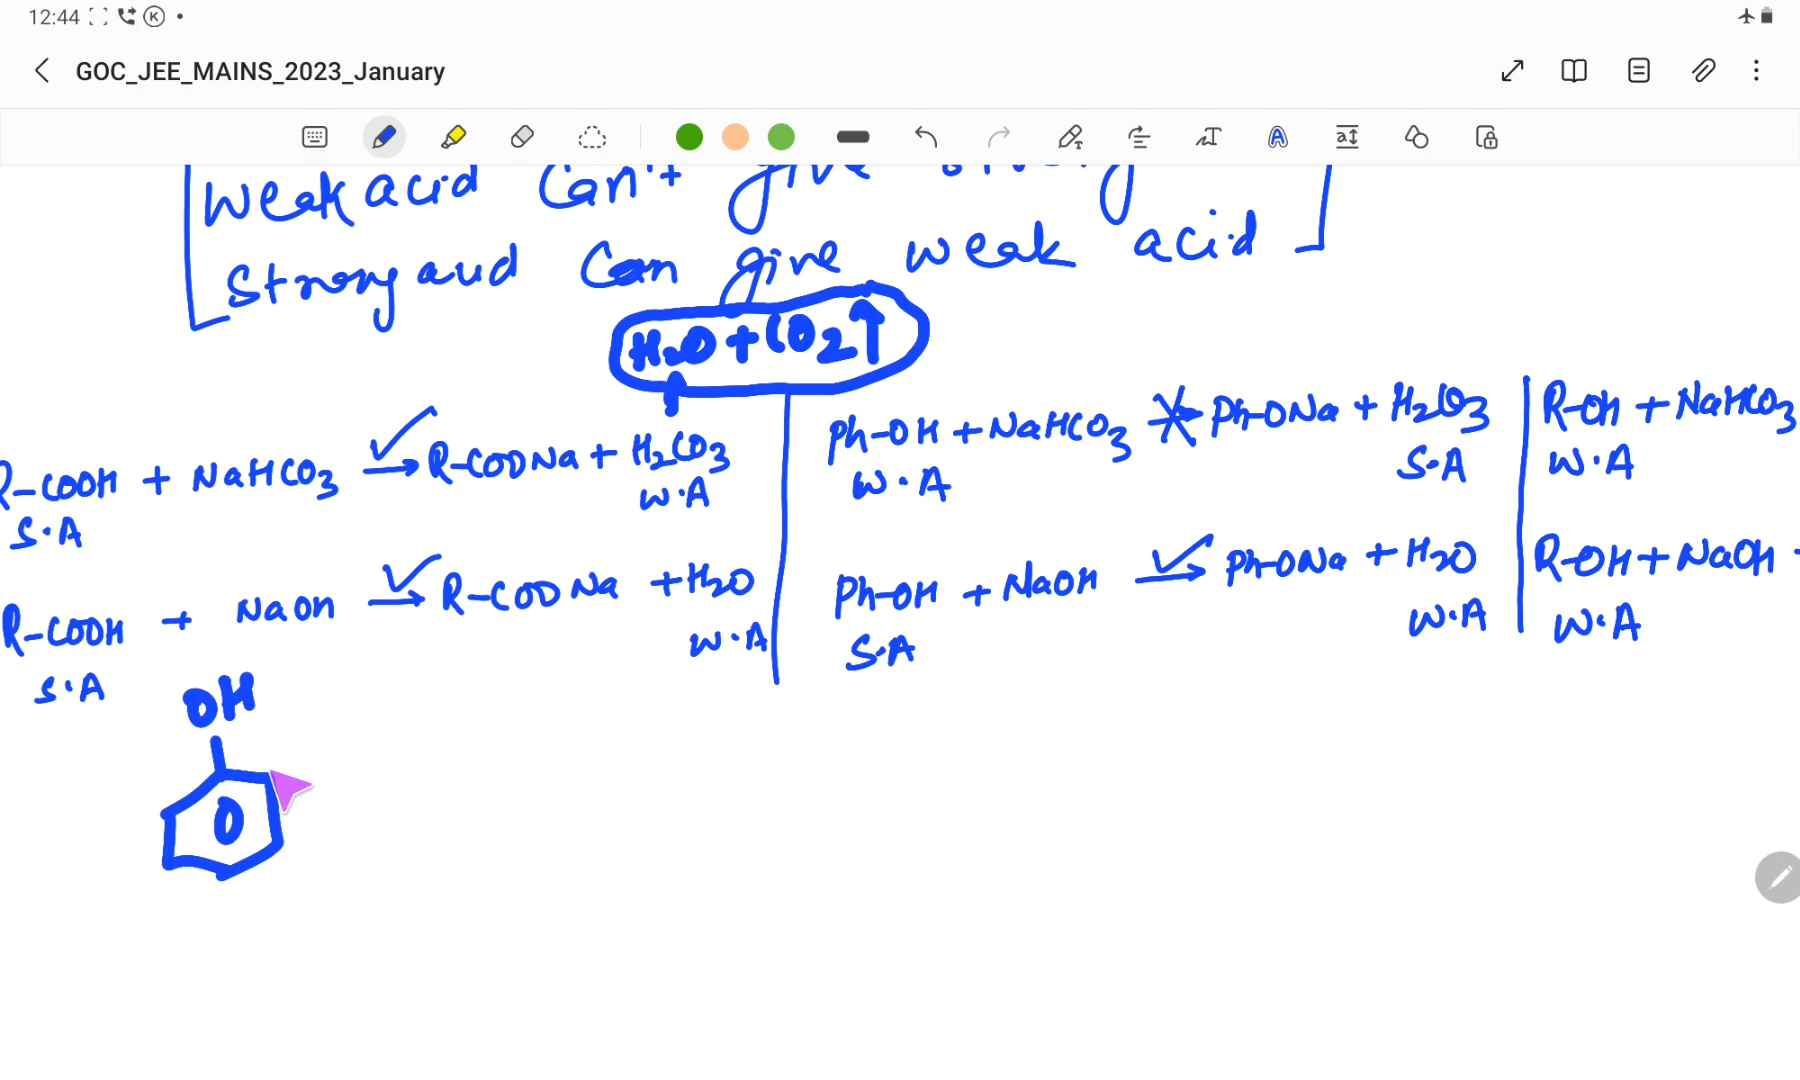 12:44
GOC_JEE_MAINS_2023_January
Weak acid Can't give
Strong acid Can give weak acid
H₂O + CO₂↑
R-COOH + NaHCO₃ → R-COONa + H₂CO₃
S.A W.A
R-COOH + NaOH → R-COONa + H₂O
S.A W.A
Ph-OH + NaHCO₃ → Ph-ONa + H₂CO₃
W.A S.A
Ph-OH + NaOH → Ph-ONa + H₂O
S.A W.A
R-OH + NaHCO₃
W.A
R-OH + NaOH
W.A
OH